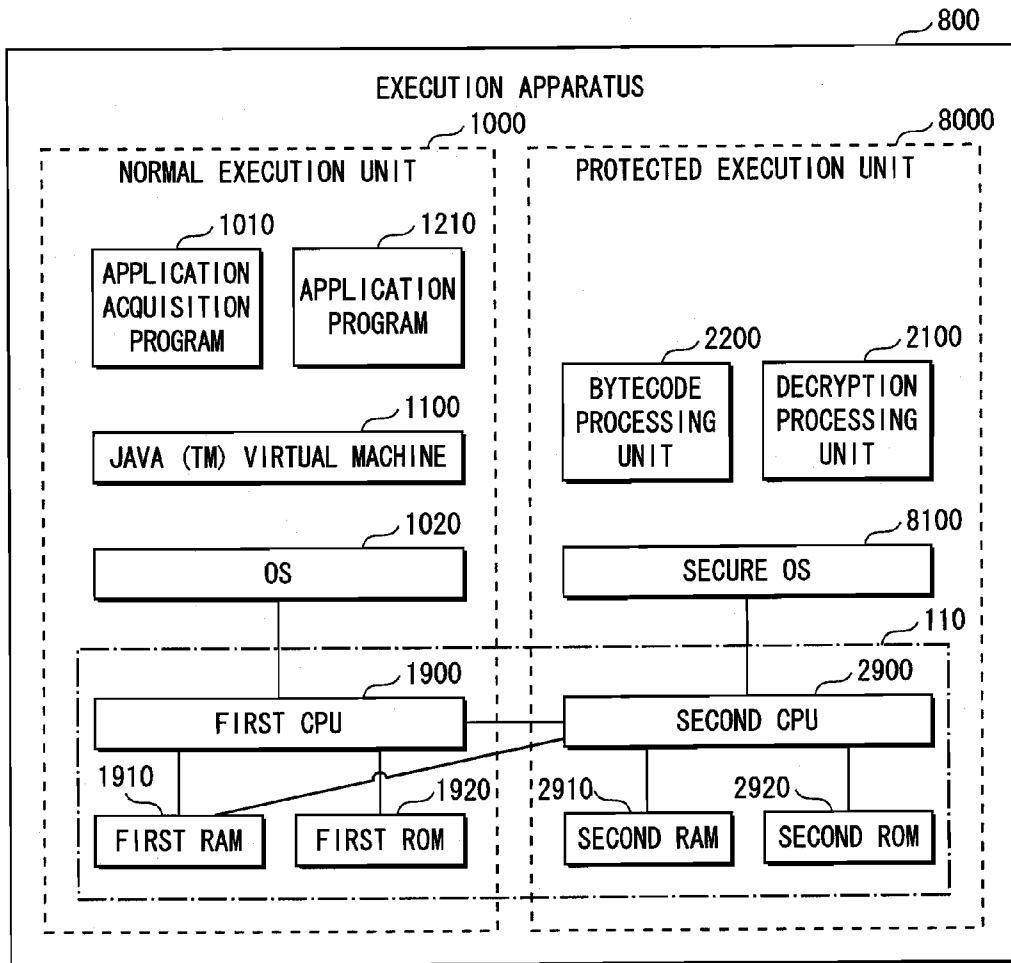 800
EXECUTION APPARATUS
1000
8000
NORMAL EXECUTION UNIT
PROTECTED EXECUTION UNIT
1010
1210
APPLICATION
ACQUISITION
PROGRAM
APPLICATION
PROGRAM
2200
2100
BYTECODE
PROCESSING
UNIT
DECRYPTION
PROCESSING
UNIT
1100
JAVA (TM) VIRTUAL MACHINE
1020
8100
OS
SECURE OS
110
1900
2900
FIRST CPU
SECOND CPU
1910
1920
2910
2920
FIRST RAM
FIRST ROM
SECOND RAM
SECOND ROM